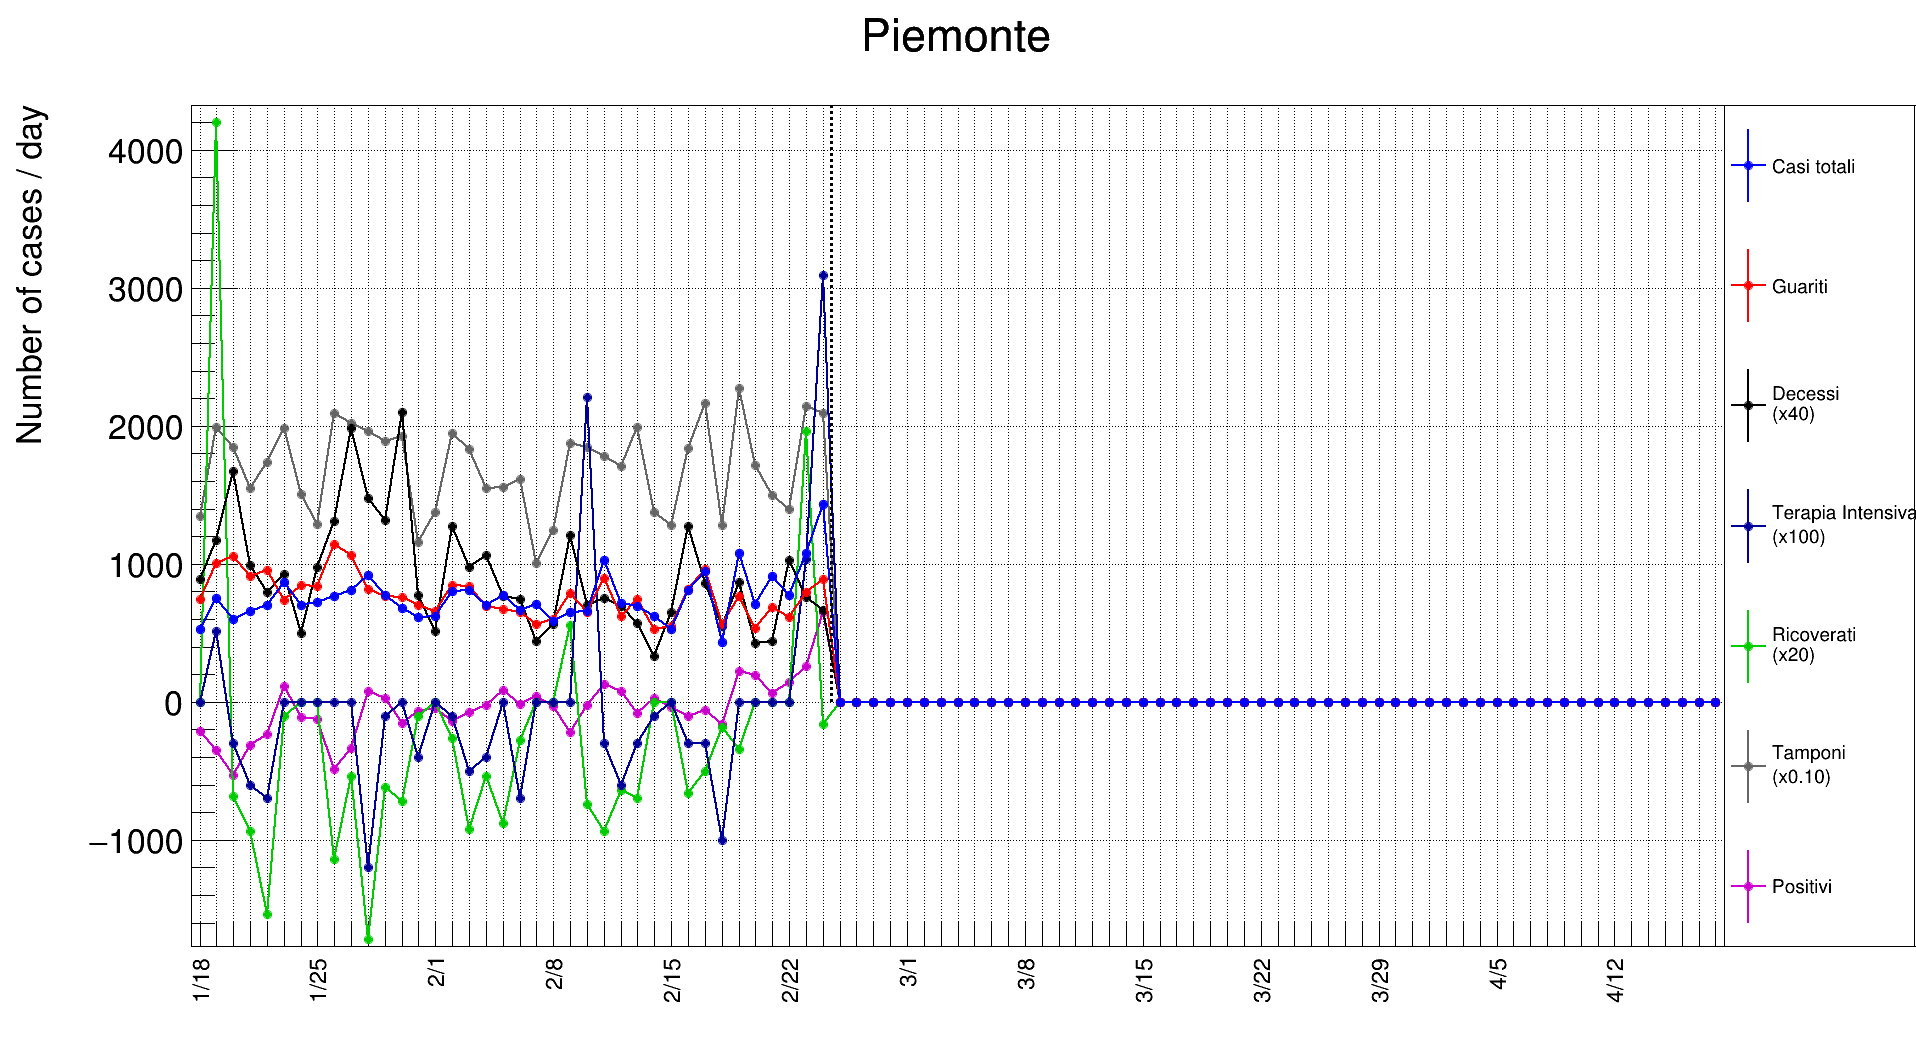 Piemonte
Number of cases / day
4000
3000
2000
1000
0
−1000
1/18
1/25
2/1
2/8
2/15
2/22
3/1
3/8
3/15
3/22
3/29
4/5
4/12
Casi totali
Guariti
Decessi
(x40)
Terapia Intensiva
(x100)
Ricoverati
(x20)
Tamponi
(x0.10)
Positivi